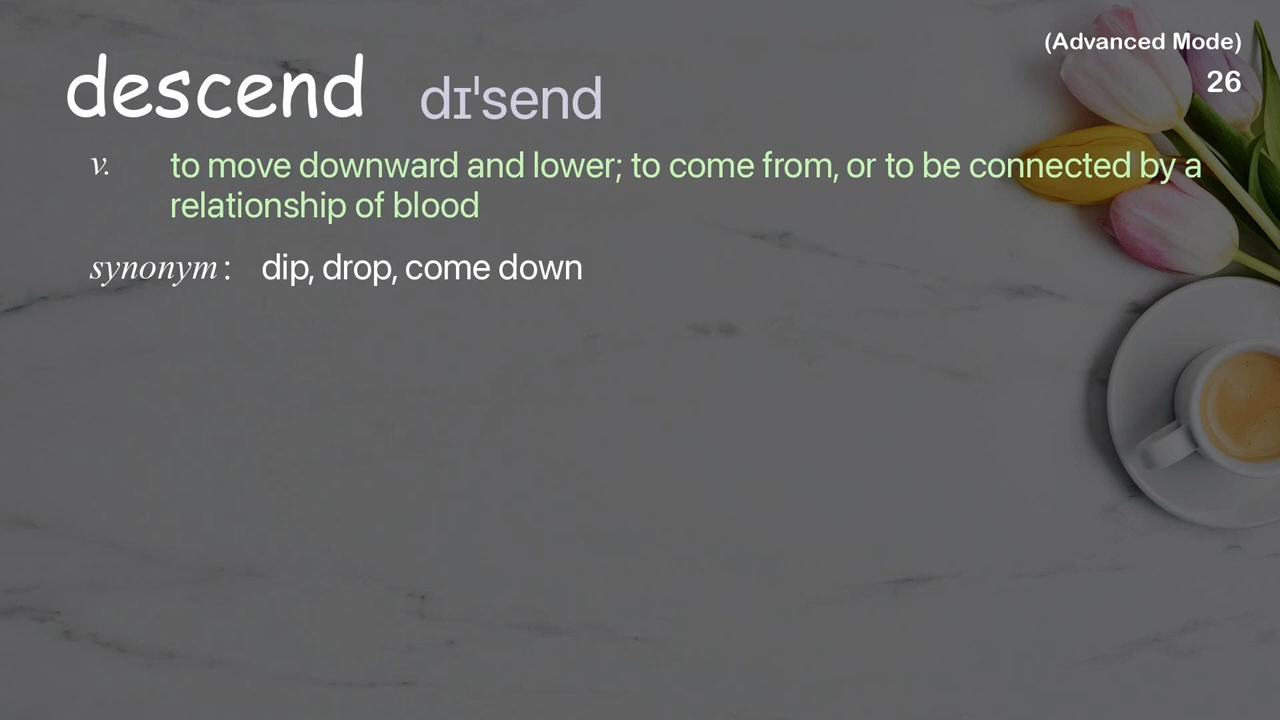 (Advanced Mode)
26
descend dɪˈsend
v. to move downward and lower; to come from, or to be connected by a
relationship of blood
synonym: dip, drop, come down